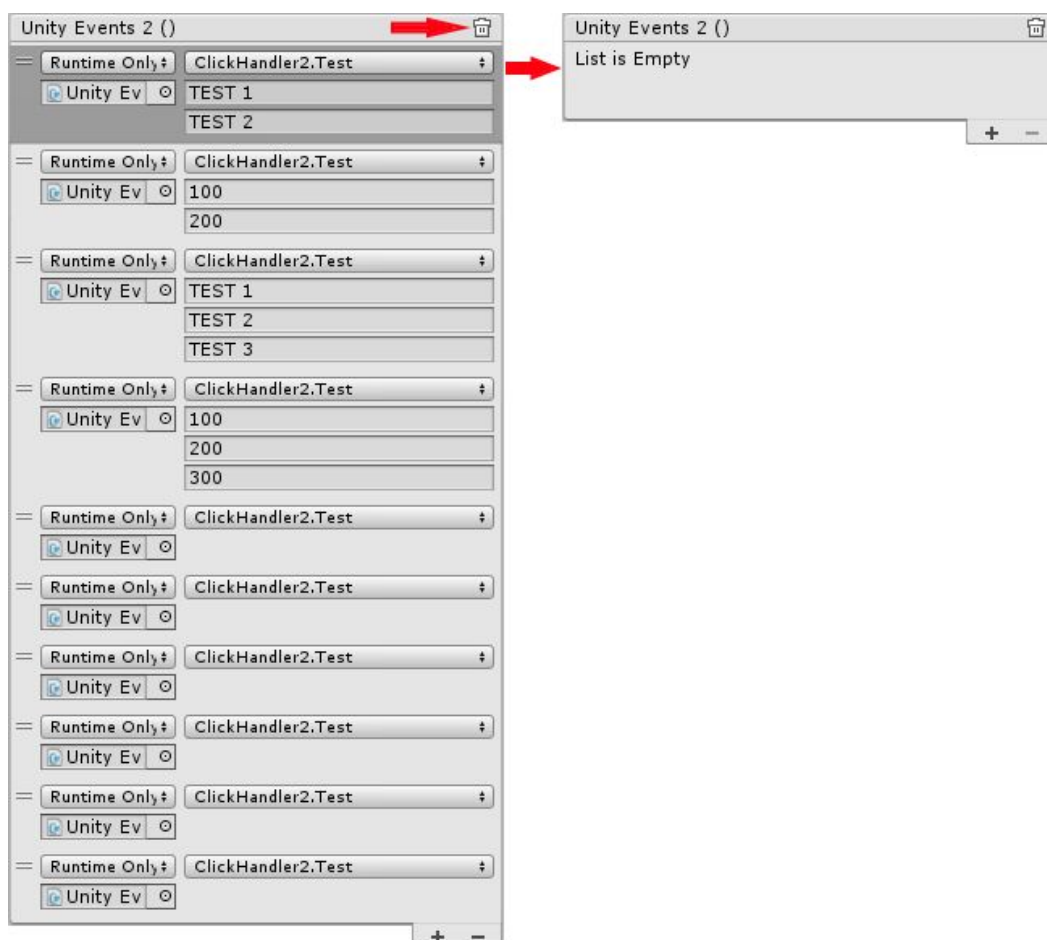 Unity Events 2 ()
Runtime Only ClickHandler2.Test
Unity Ev TEST 1
TEST 2
Runtime Only ClickHandler2.Test
Unity Ev 100
200
Runtime Only ClickHandler2.Test
Unity Ev TEST 1
TEST 2
TEST 3
Runtime Only ClickHandler2.Test
Unity Ev 100
200
300
Runtime Only ClickHandler2.Test
Unity Ev
Runtime Only ClickHandler2.Test
Unity Ev
Runtime Only ClickHandler2.Test
Unity Ev
Runtime Only ClickHandler2.Test
Unity Ev
Runtime Only ClickHandler2.Test
Unity Ev
Runtime Only ClickHandler2.Test
Unity Ev
+ −
Unity Events 2 ()
List is Empty
+ −